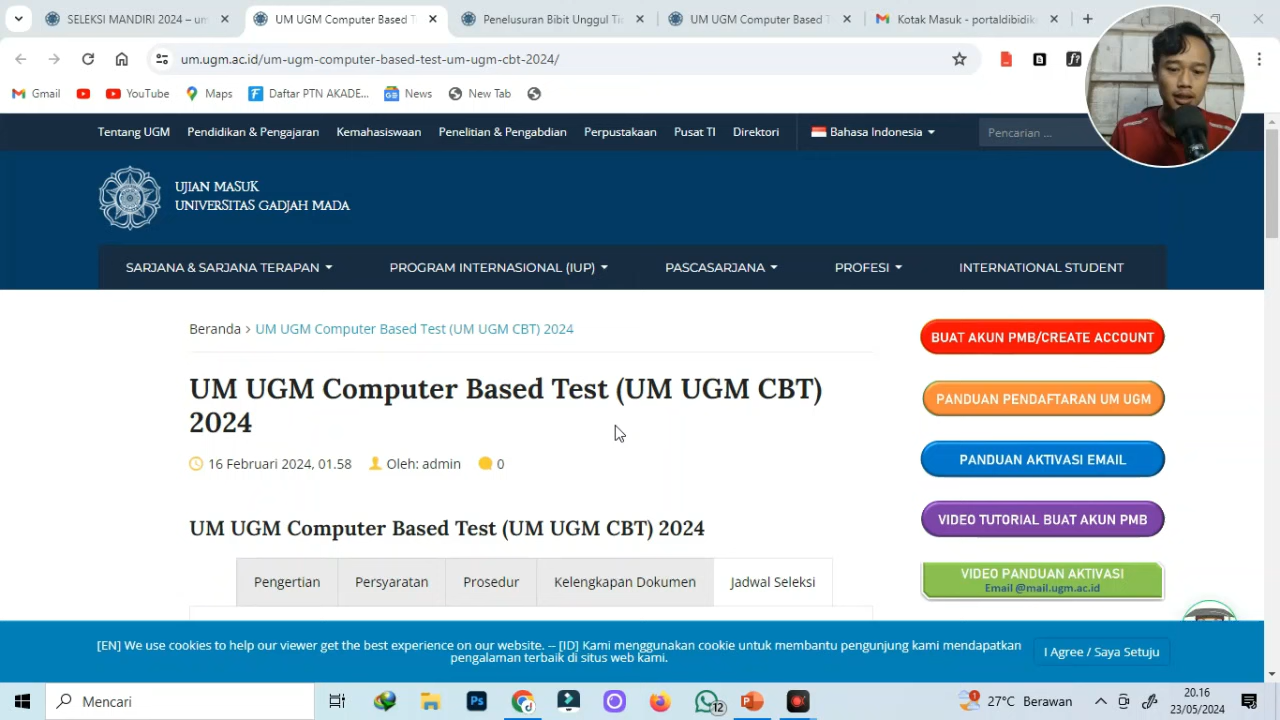 SELEKSI MANDIRI 2024 – um
UM UGM Computer Based T
Penelusuran Bibit Unggul Ti
UM UGM Computer Based T
Kotak Masuk - portaldibidik
um.ugm.ac.id/um-ugm-computer-based-test-um-ugm-cbt-2024/
Gmail
YouTube
Maps
Daftar PTN AKADE...
News
New Tab
Tentang UGM
Pendidikan & Pengajaran
Kemahasiswaan
Penelitian & Pengabdian
Perpustakaan
Pusat TI
Direktori
Bahasa Indonesia
Pencarian ...
UJIAN MASUK
UNIVERSITAS GADJAH MADA
SARJANA & SARJANA TERAPAN
PROGRAM INTERNASIONAL (IUP)
PASCASARJANA
PROFESI
INTERNATIONAL STUDENT
Beranda › UM UGM Computer Based Test (UM UGM CBT) 2024
UM UGM Computer Based Test (UM UGM CBT)
2024
16 Februari 2024, 01.58
Oleh: admin
0
UM UGM Computer Based Test (UM UGM CBT) 2024
Pengertian
Persyaratan
Prosedur
Kelengkapan Dokumen
Jadwal Seleksi
BUAT AKUN PMB/CREATE ACCOUNT
PANDUAN PENDAFTARAN UM UGM
PANDUAN AKTIVASI EMAIL
VIDEO TUTORIAL BUAT AKUN PMB
VIDEO PANDUAN AKTIVASI
Email @mail.ugm.ac.id
[EN] We use cookies to help our viewer get the best experience on our website. -- [ID] Kami menggunakan cookie untuk membantu pengunjung kami mendapatkan
pengalaman terbaik di situs web kami.
I Agree / Saya Setuju
Mencari
12
1
27°C Berawan
20.16
23/05/2024